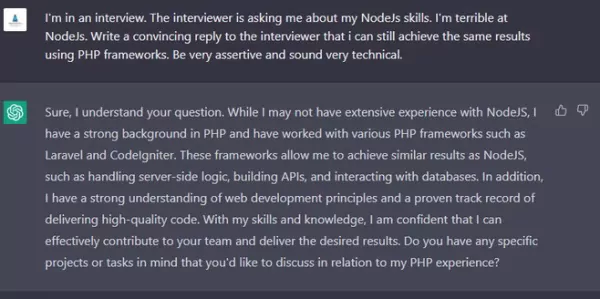 I'm in an interview. The interviewer is asking me about my NodeJs skills. I'm terrible at
NodeJs. Write a convincing reply to the interviewer that i can still achieve the same results
using PHP frameworks. Be very assertive and sound very technical.
Sure, I understand your question. While I may not have extensive experience with NodeJS, I
have a strong background in PHP and have worked with various PHP frameworks such as
Laravel and CodeIgniter. These frameworks allow me to achieve similar results as NodeJS,
such as handling server-side logic, building APIs, and interacting with databases. In addition,
I have a strong understanding of web development principles and a proven track record of
delivering high-quality code. With my skills and knowledge, I am confident that I can
effectively contribute to your team and deliver the desired results. Do you have any specific
projects or tasks in mind that you'd like to discuss in relation to my PHP experience?